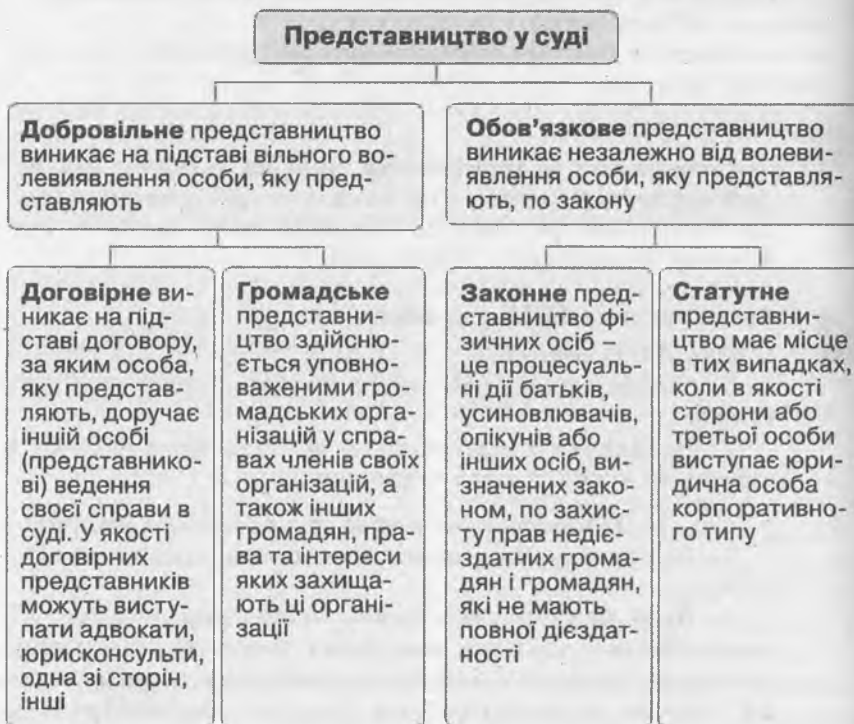 Представництво у суді
Добровільне представництво
виникає на підставі вільного во-
левиявлення особи, яку пред-
ставляють
Обов'язкове представництво
виникає незалежно від волеви-
явлення особи, яку представля-
ють, по закону
Договірне ви-
никає на під-
ставі договору,
за яким особа,
яку представ-
ляють, доручає
іншій особі
(представнико-
ві) ведення
своєї справи в
суді. У якості
договірних
представників
можуть висту-
пати адвокати,
юрисконсульти,
одна зі сторін,
інші
Громадське
представни-
цтво здійсню-
ється уповно-
важеними гро-
мадських орга-
нізацій у спра-
вах членів своїх
організацій, а
також інших
громадян, пра-
ва та інтереси
яких захища-
ють ці органі-
зації
Законне пред-
ставництво фі-
зичних осіб –
це процесуаль-
ні дії батьків,
усиновлювачів,
опікунів або
інших осіб, ви-
значених зако-
ном, по захис-
ту прав недіє-
здатних грома-
дян і громадян,
які не мають
повної дієздат-
ності
Статутне
представни-
цтво має місце
в тих випадках,
коли в якості
сторони або
третьої особи
виступає юри-
дична особа
корпоративно-
го типу